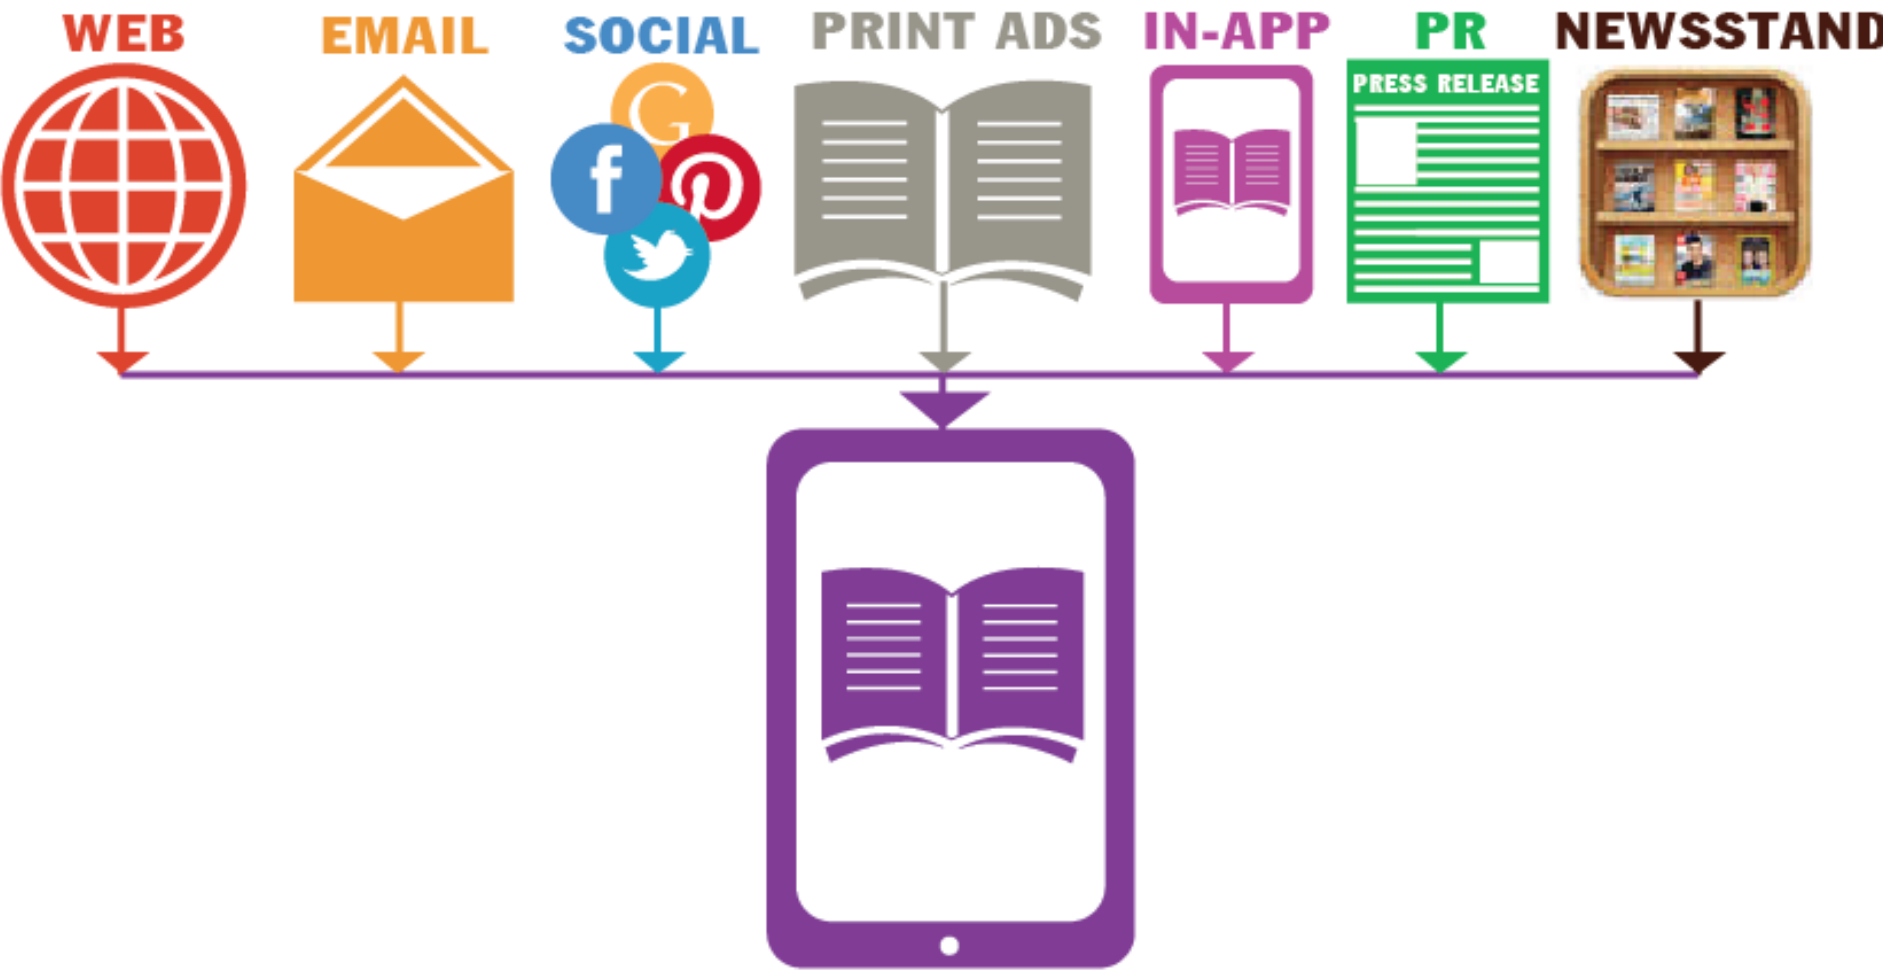 WEB
EMAIL
SOCIAL
PRINT ADS
IN-APP
PR
NEWSSTAND
G
f
PRESS RELEASE